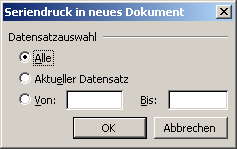 Seriendruck in neues Dokument
Datensatzauswahl
Alle
Aktueller Datensatz
Von: Bis:
OK Abbrechen